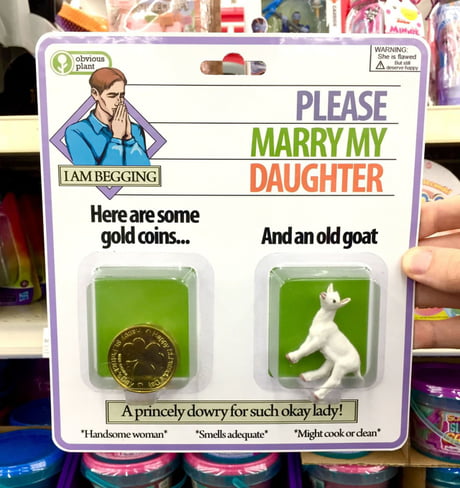 obvious
plant
WARNING:
She is flawed
But still
deserve happy
PLEASE
MARRY MY
DAUGHTER
I AM BEGGING
Here are some
gold coins...
And an old goat
A princely dowry for such okay lady!
*Handsome woman*
*Smells adequate*
*Might cook or clean*